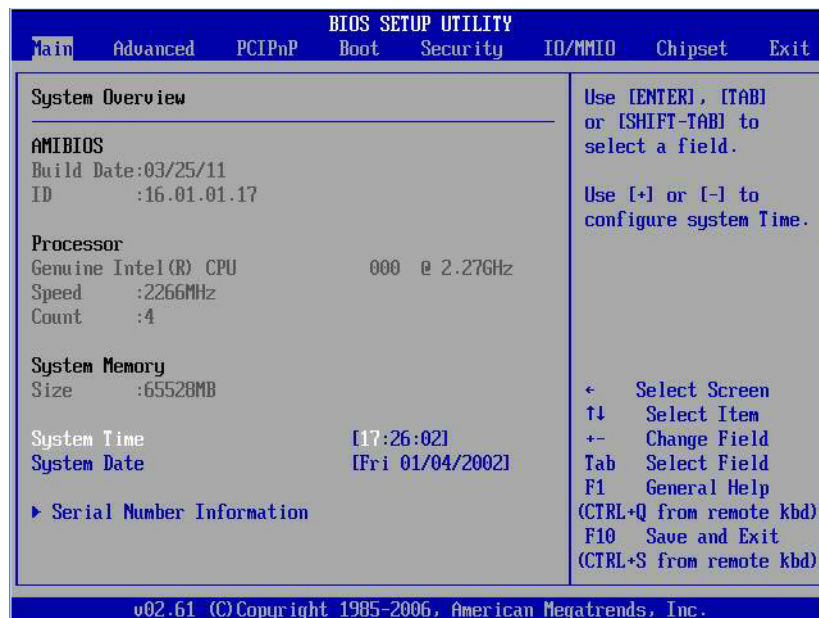 BIOS SETUP UTILITY
Main Advanced PCIPnP Boot Security IO/MMIO Chipset Exit
System Overview
AMIBIOS
Build Date:03/25/11
ID :16.01.01.17
Processor
Genuine Intel(R) CPU 000 @ 2.27GHz
Speed :2266MHz
Count :4
System Memory
Size :65528MB
System Time [17:26:02]
System Date [Fri 01/04/2002]
▶ Serial Number Information
Use [ENTER], [TAB]
or [SHIFT-TAB] to
select a field.
Use [+] or [-] to
configure system Time.
← Select Screen
↑↓ Select Item
+- Change Field
Tab Select Field
F1 General Help
(CTRL+Q from remote kbd)
F10 Save and Exit
(CTRL+S from remote kbd)
v02.61 (C)Copyright 1985-2006, American Megatrends, Inc.